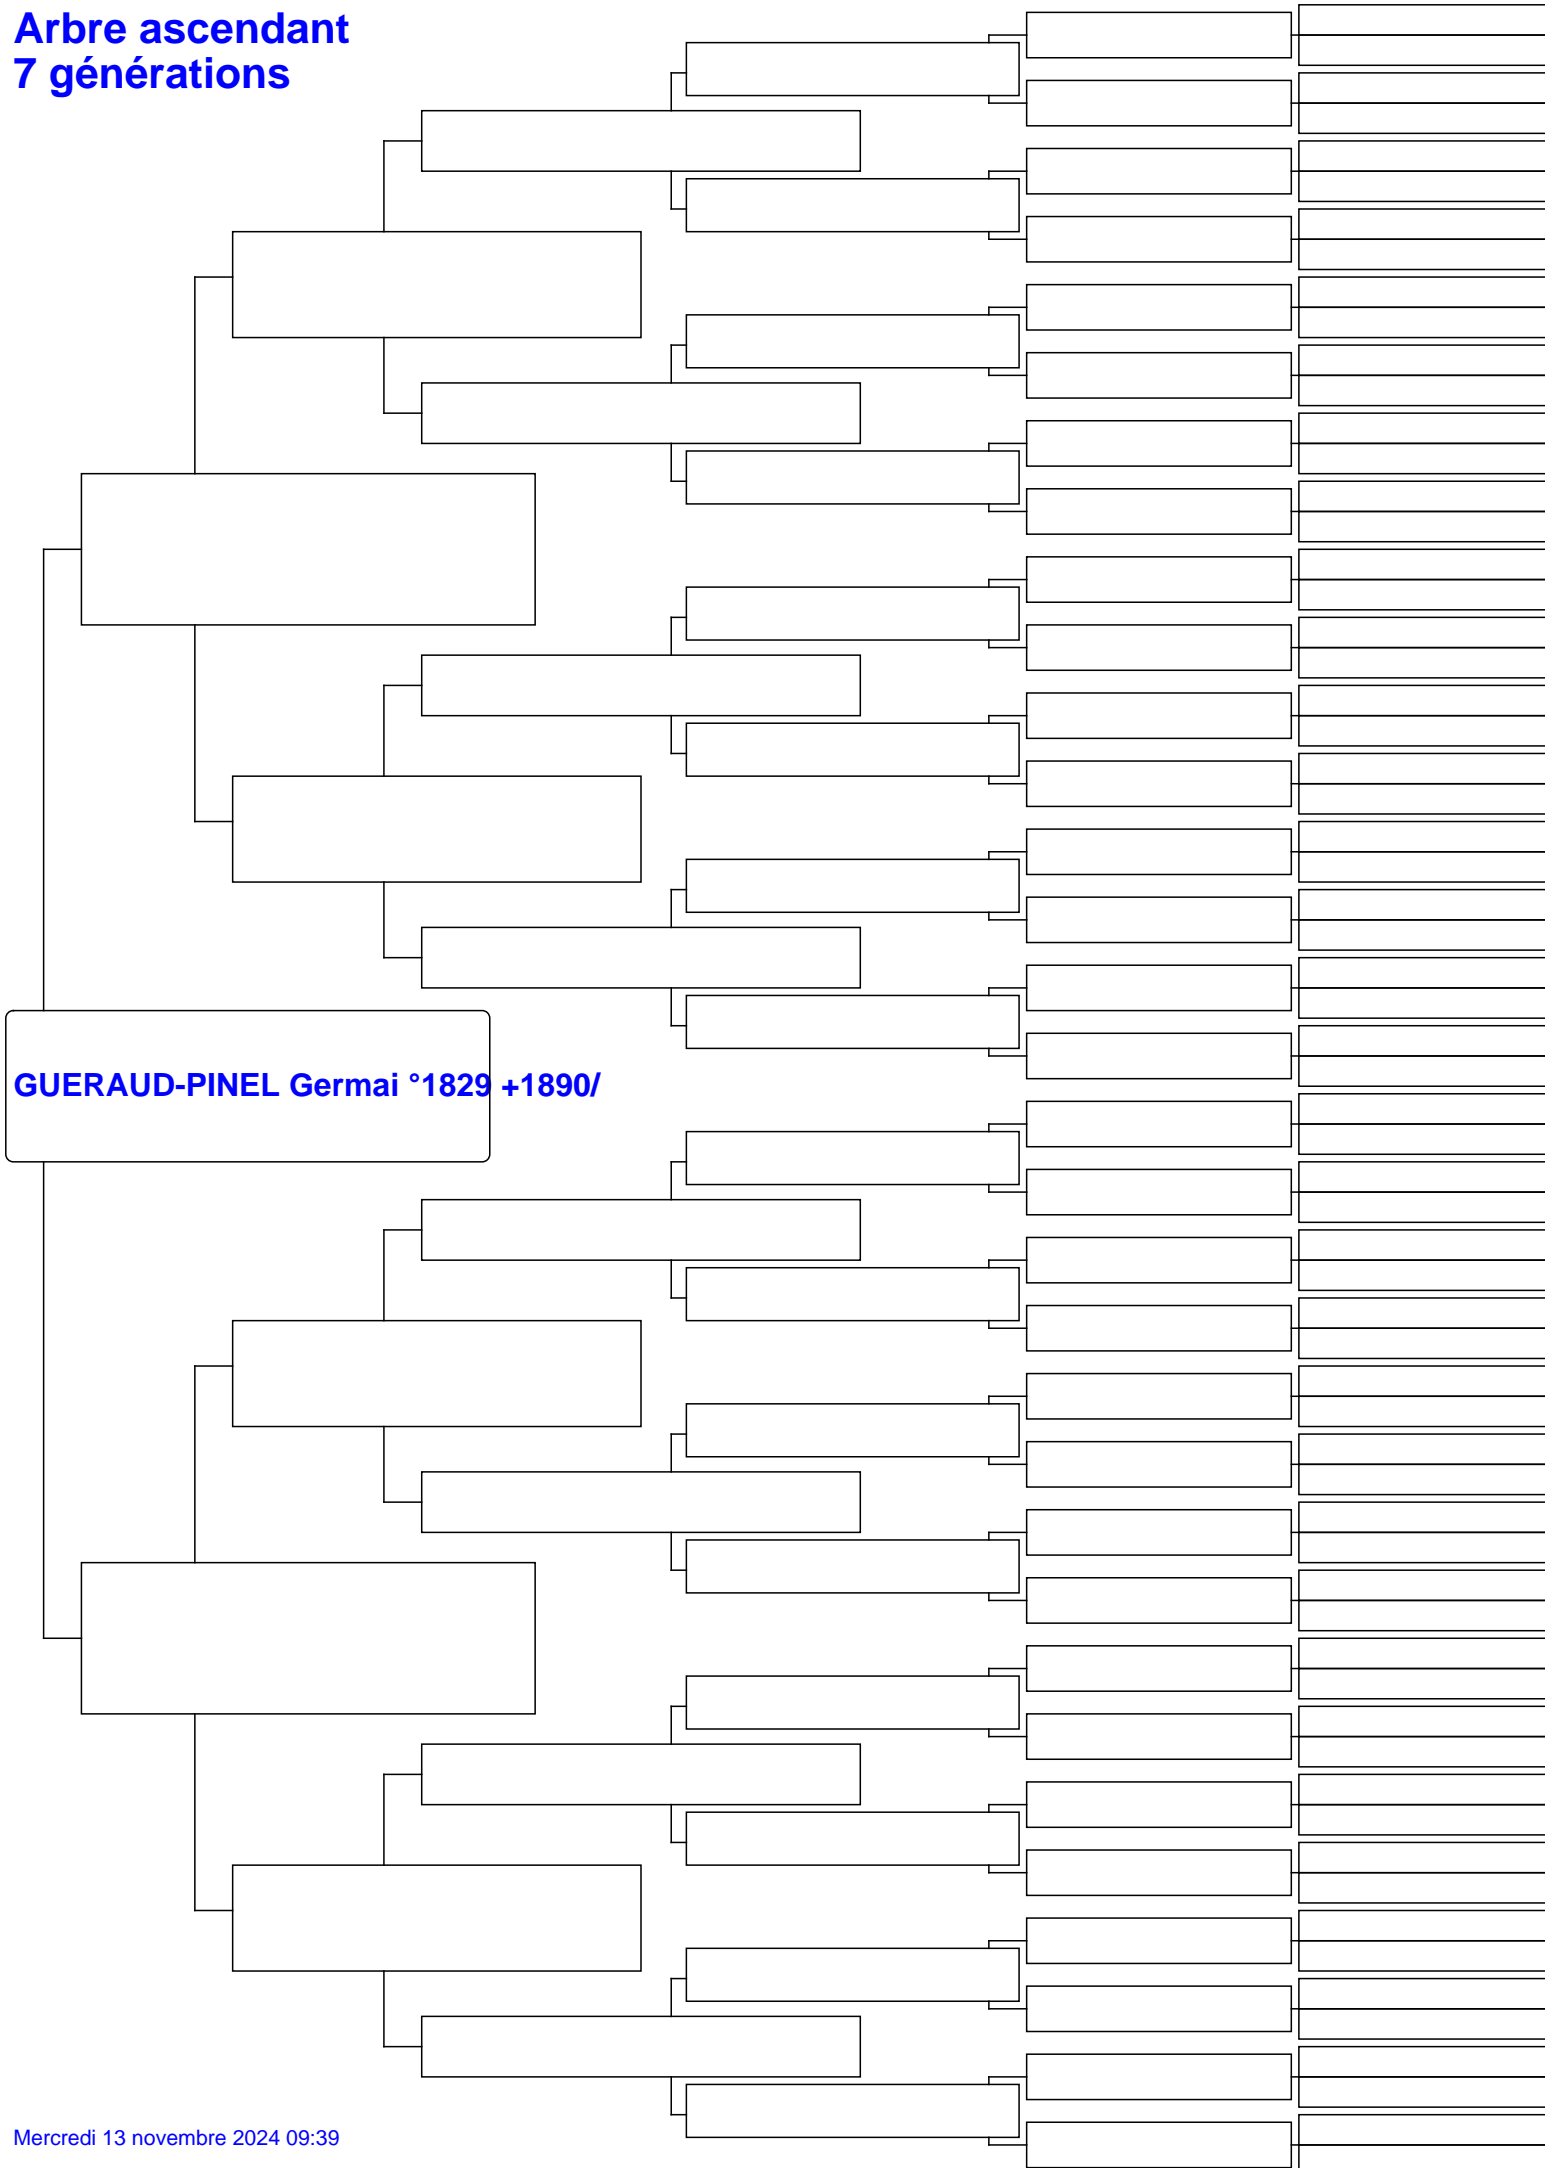 Arbre ascendant
7 générations
GUERAUD-PINEL Germai °1829 +1890/
Mercredi 13 novembre 2024 09:39